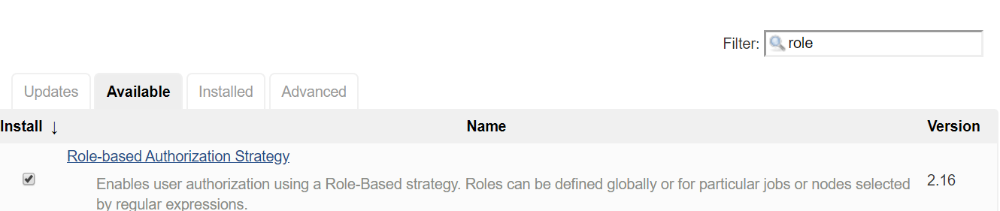 Filter: role
Updates Available Installed Advanced
Install ↓ Name Version
Role-based Authorization Strategy
Enables user authorization using a Role-Based strategy. Roles can be defined globally or for particular jobs or nodes selected
by regular expressions.
2.16